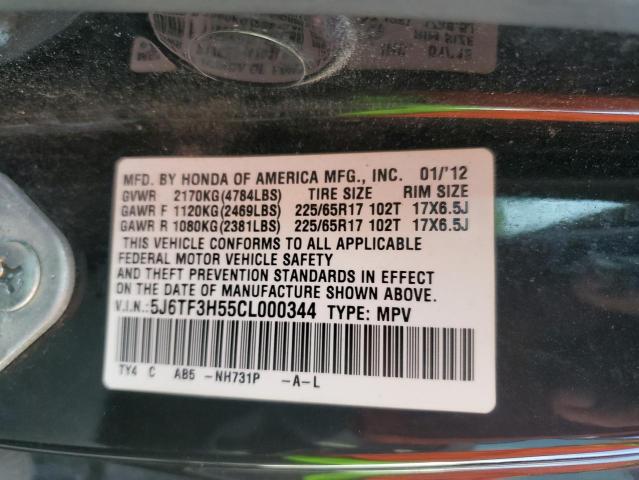 MFD. BY HONDA OF AMERICA MFG., INC. 01/12
GVWR 2170KG(4784LBS) TIRE SIZE RIM SIZE
GAWR F 1120KG(2469LBS) 225/65R17 102T 17X6.5J
GAWR R 1080KG(2381LBS) 225/65R17 102T 17X6.5J
THIS VEHICLE CONFORMS TO ALL APPLICABLE
FEDERAL MOTOR VEHICLE SAFETY
AND THEFT PREVENTION STANDARDS IN EFFECT
ON THE DATE OF MANUFACTURE SHOWN ABOVE.
V.I.N.:5J6TF3H55CL000344 TYPE: MPV
TY4 C AB5 -NH731P -A-L